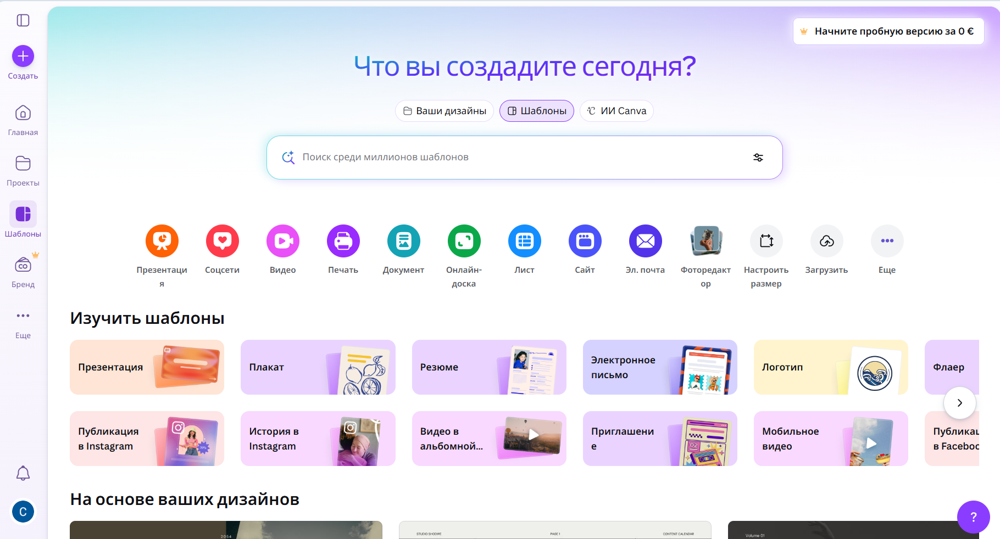 Начните пробную версию за 0 €
Создать
Что вы создадите сегодня?
Ваши дизайны
Шаблоны
ИИ Canva
Главная
Поиск среди миллионов шаблонов
Проекты
Шаблоны
Бренд
Еще
Презентаци
я
Соцсети
Видео
Печать
Документ
Онлайн-
доска
Лист
Сайт
Эл. почта
Фоторедакт
ор
Настроить
размер
Загрузить
Еще
Изучить шаблоны
Презентация
Плакат
Резюме
Электронное
письмо
Логотип
Флаер
Публикация
в Instagram
20%
История в
Instagram
Видео в
альбомной...
Приглашени
е
02
Мобильное
видео
Публикац
в Faceboo
На основе ваших дизайнов
C
?
2054
STUDIO SHODWE
PAGE 1
CONTENT CALENDAR
Volume 01